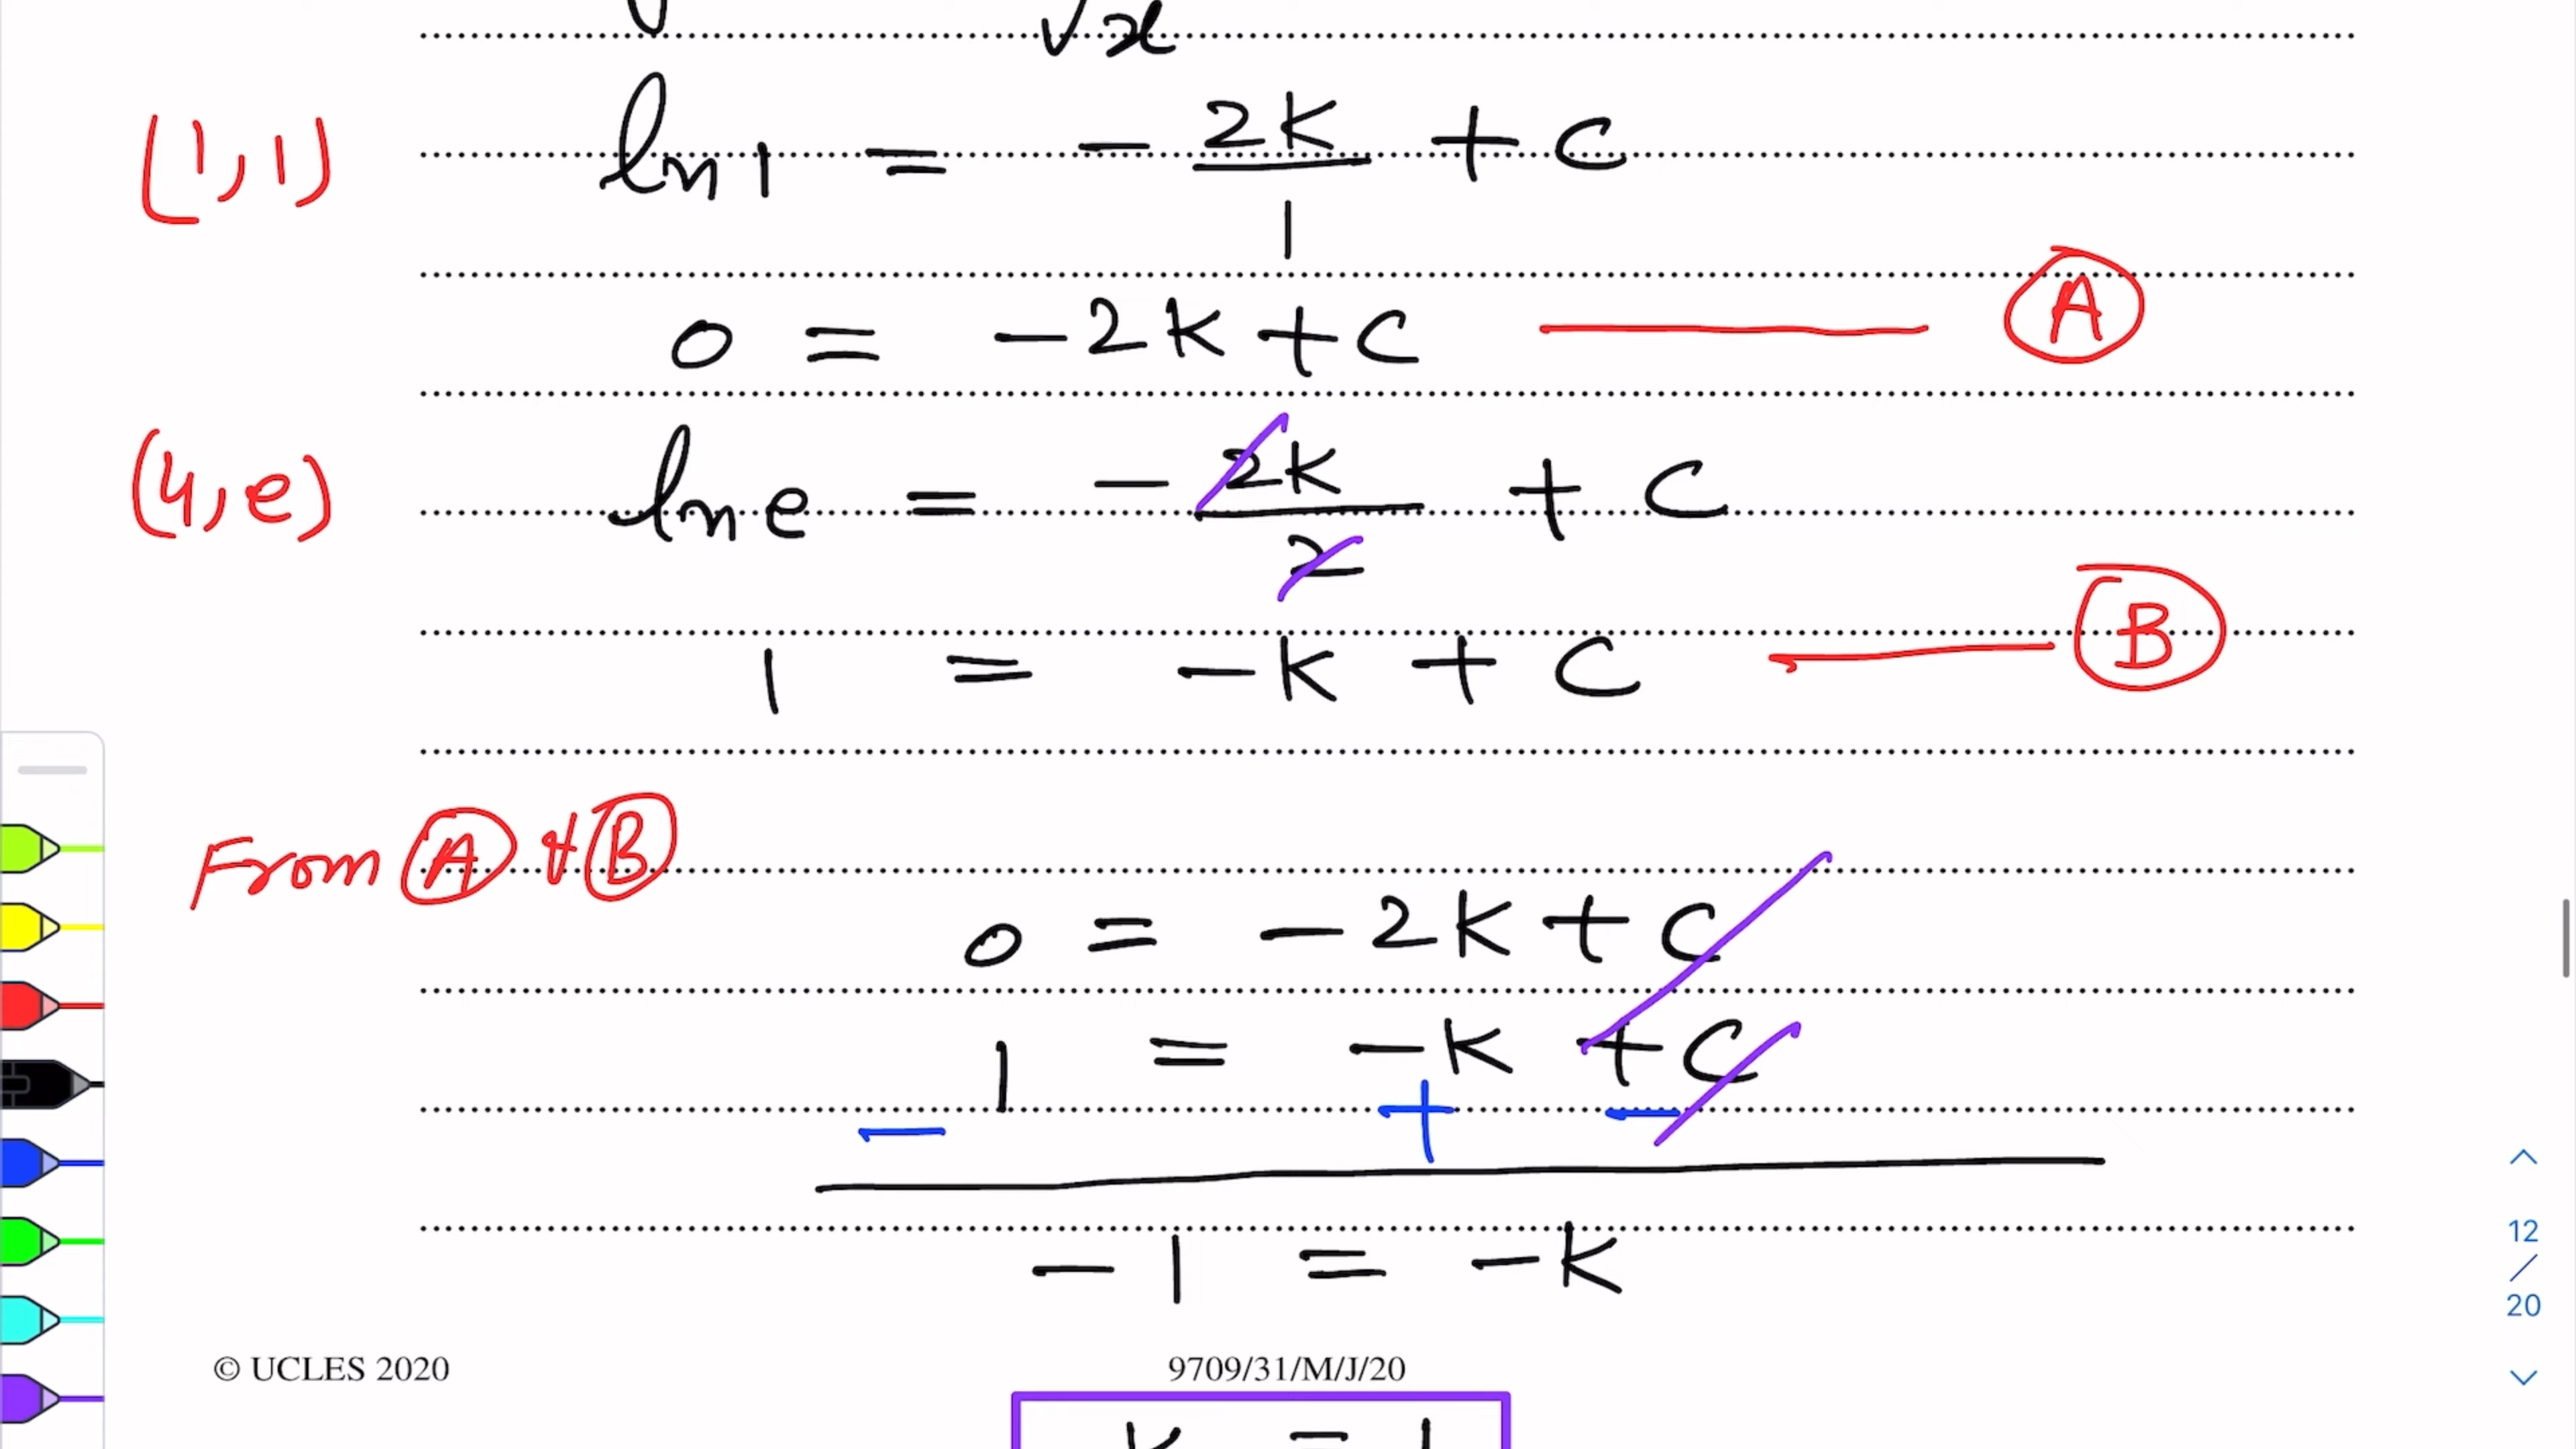 √x
(1,1) ln 1 = - 2K/1 + C
0 = -2K + C ——— A
(4,e) ln e = - 2K/2 + C
1 = -K + C ——— B
From A & B
0 = -2K + C
1 = -K + C
- + -
-1 = -K
© UCLES 2020 9709/31/M/J/20
K = 1
12
/
20